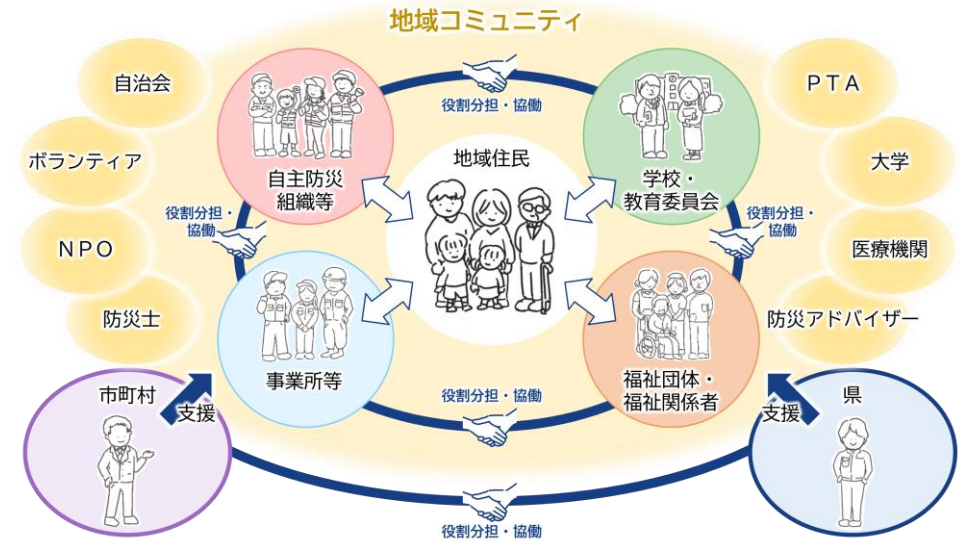 地域コミュニティ
自治会
ボランティア
NPO
防災士
PTA
大学
医療機関
防災アドバイザー
役割分担・協働
自主防災
組織等
学校・
教育委員会
地域住民
役割分担・
協働
役割分担・
協働
事業所等
福祉団体・
福祉関係者
役割分担・協働
市町村
支援
県
支援
役割分担・協働